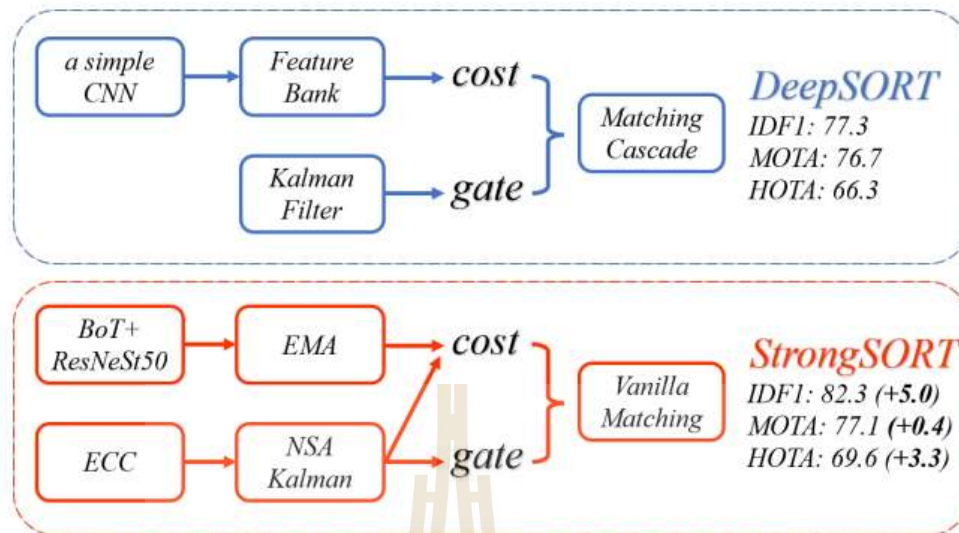 a simple
CNN
Feature
Bank
cost
Kalman
Filter
gate
Matching
Cascade
DeepSORT
IDF1: 77.3
MOTA: 76.7
HOTA: 66.3
BoT+
ResNeSt50
EMA
cost
ECC
NSA
Kalman
gate
Vanilla
Matching
StrongSORT
IDF1: 82.3 (+5.0)
MOTA: 77.1 (+0.4)
HOTA: 69.6 (+3.3)